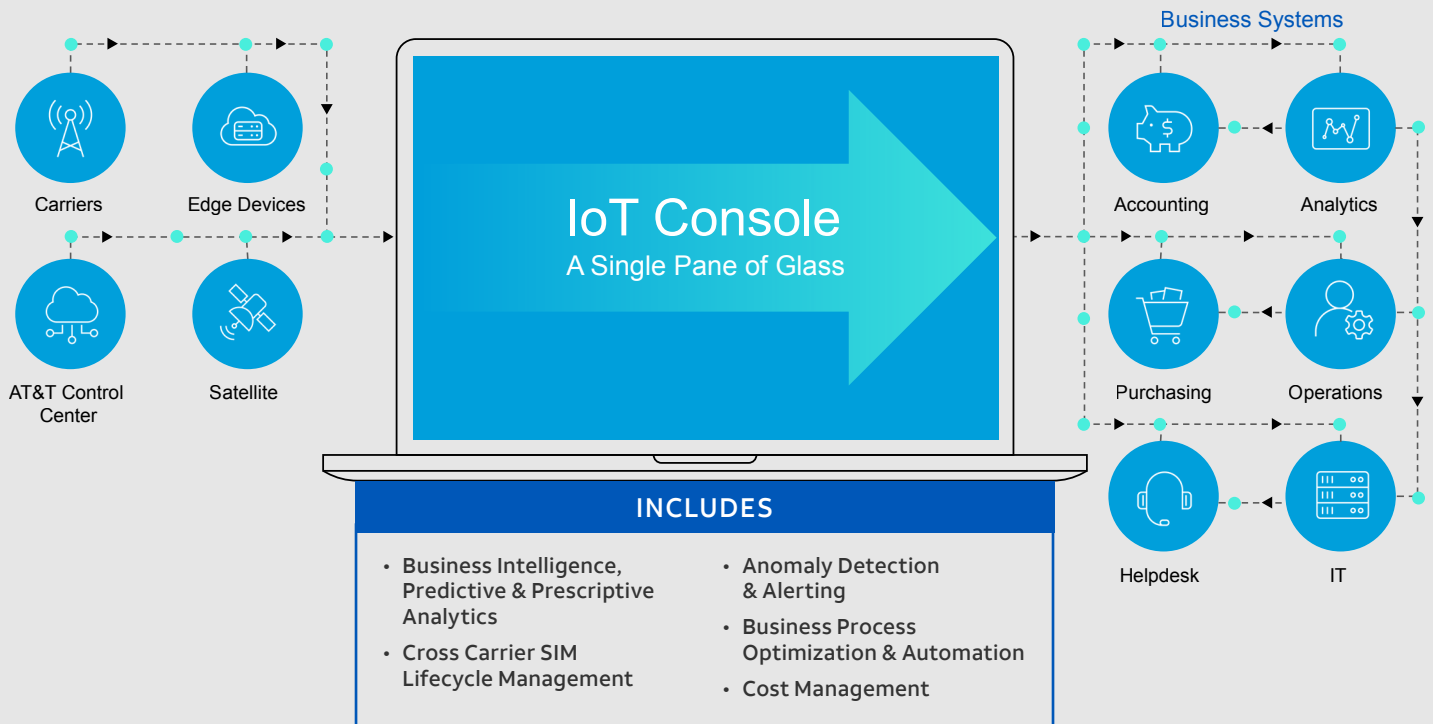 Business Systems
Carriers
Edge Devices
AT&T Control
Center
Satellite
IoT Console
A Single Pane of Glass
$
Accounting
Analytics
Purchasing
Operations
Helpdesk
IT
INCLUDES
• Business Intelligence,
Predictive & Prescriptive
Analytics
• Cross Carrier SIM
Lifecycle Management
• Anomaly Detection
& Alerting
• Business Process
Optimization & Automation
• Cost Management